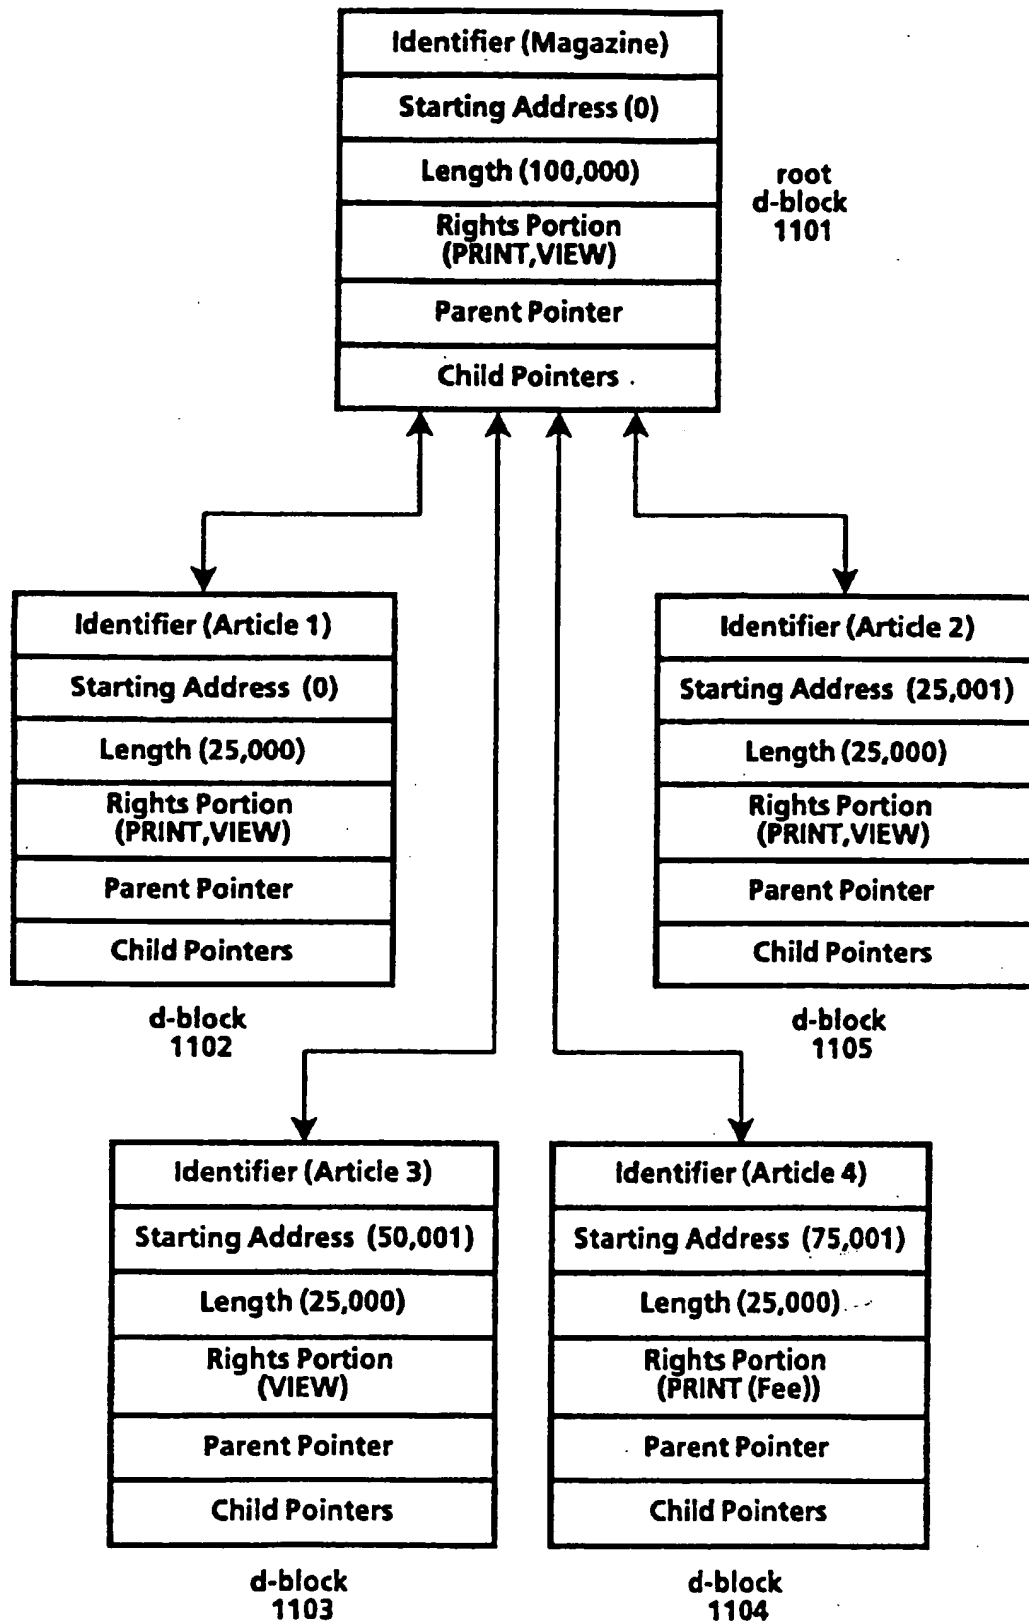 Identifier (Magazine)
Starting Address (0)
Length (100,000)
Rights Portion
(PRINT,VIEW)
Parent Pointer
Child Pointers
root
d-block
1101
Identifier (Article 1)
Starting Address (0)
Length (25,000)
Rights Portion
(PRINT,VIEW)
Parent Pointer
Child Pointers
d-block
1102
Identifier (Article 2)
Starting Address (25,001)
Length (25,000)
Rights Portion
(PRINT,VIEW)
Parent Pointer
Child Pointers
d-block
1105
Identifier (Article 3)
Starting Address (50,001)
Length (25,000)
Rights Portion
(VIEW)
Parent Pointer
Child Pointers
d-block
1103
Identifier (Article 4)
Starting Address (75,001)
Length (25,000)
Rights Portion
(PRINT (Fee))
Parent Pointer
Child Pointers
d-block
1104